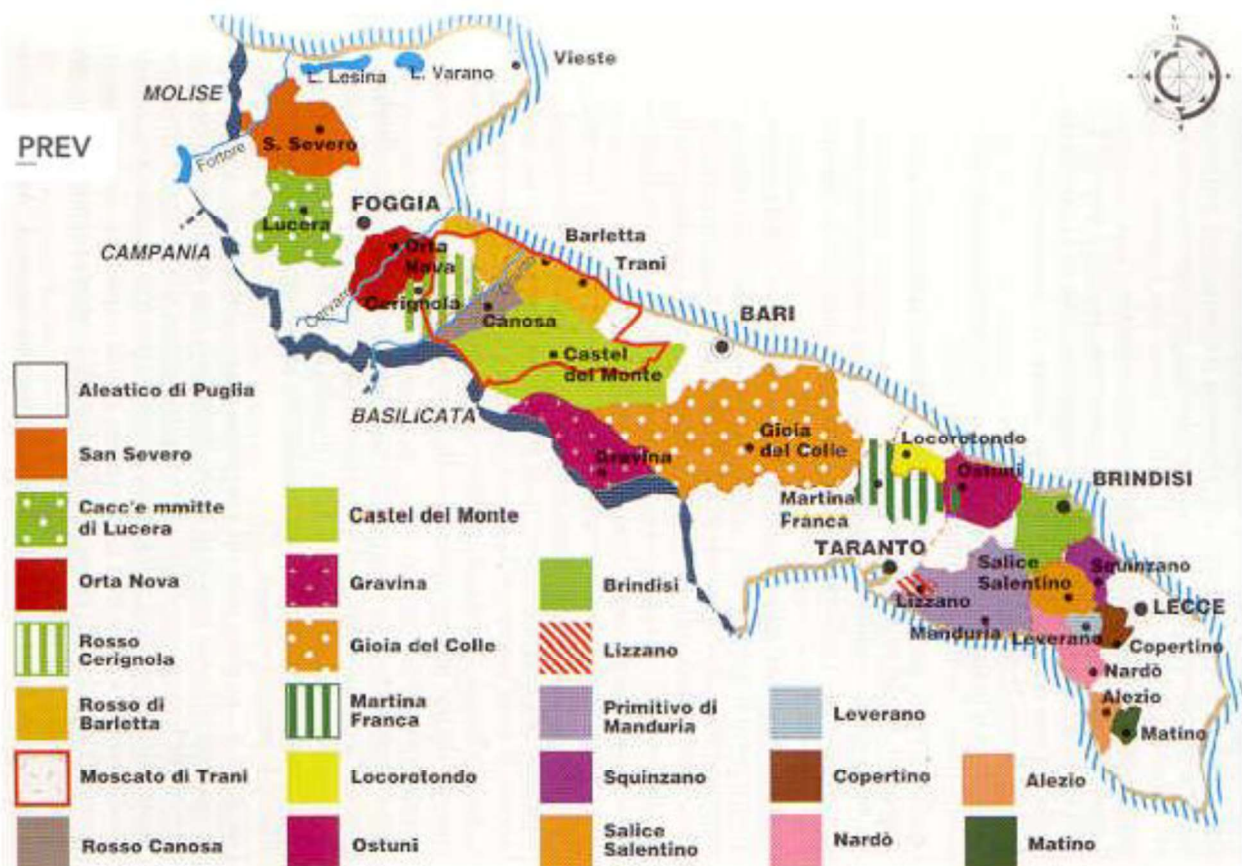 Vieste
L. Lesina
L. Varano
MOLISE
PREV
S. Severo
Fortore
FOGGIA
Lucera
CAMPANIA
Orta
Nova
Barletta
Trani
Cerignola
Canosa
BARI
Castel
del Monte
BASILICATA
Gioia
del Colle
Gravina
Locorotondo
Ostuni
BRINDISI
Martina
Franca
TARANTO
Salice
Salentino
Squinzano
Lizzano
LECCE
Manduria
Leverano
Copertino
Nardò
Alezio
Matino
Aleatico di Puglia
San Severo
Cacc'e mmitte
di Lucera
Orta Nova
Rosso
Cerignola
Rosso di
Barletta
Moscato di Trani
Rosso Canosa
Castel del Monte
Gravina
Gioia del Colle
Martina
Franca
Locorotondo
Ostuni
Brindisi
Lizzano
Primitivo di
Manduria
Squinzano
Salice
Salentino
Leverano
Copertino
Nardò
Alezio
Matino